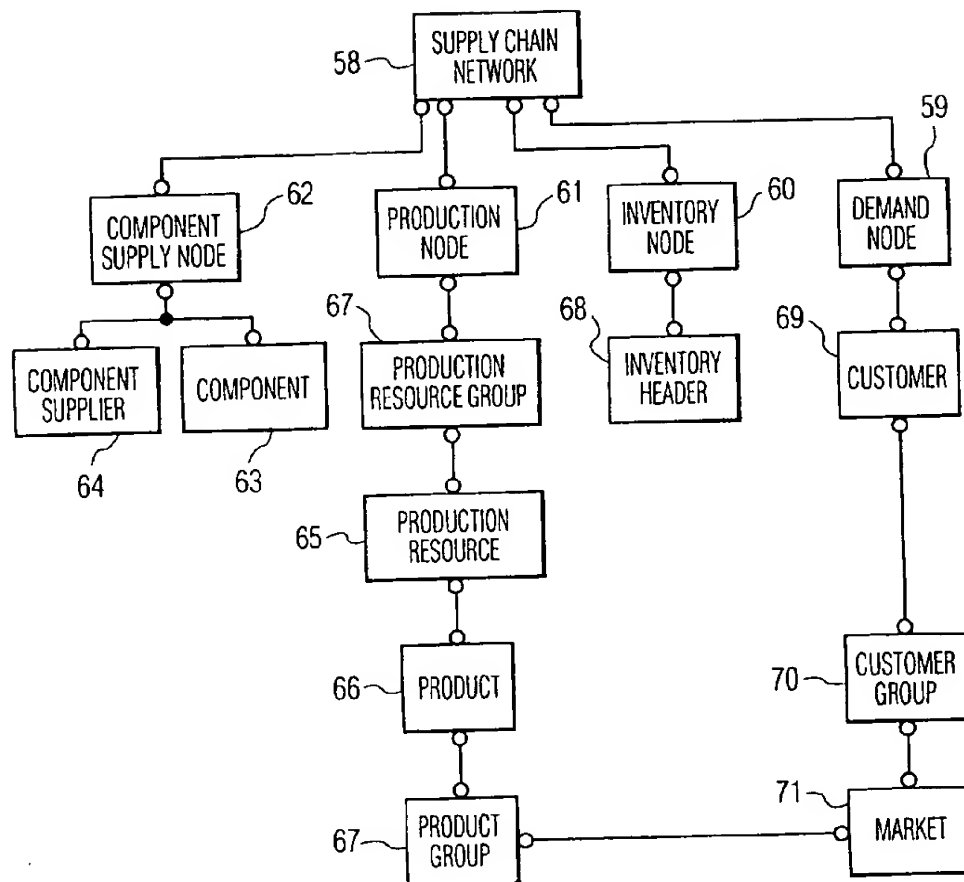 SUPPLY CHAIN
NETWORK
58
59
COMPONENT
SUPPLY NODE
62
PRODUCTION
NODE
61
INVENTORY
NODE
60
DEMAND
NODE
COMPONENT
SUPPLIER
64
COMPONENT
63
67
PRODUCTION
RESOURCE GROUP
68
INVENTORY
HEADER
69
CUSTOMER
65
PRODUCTION
RESOURCE
66
PRODUCT
70
CUSTOMER
GROUP
67
PRODUCT
GROUP
71
MARKET